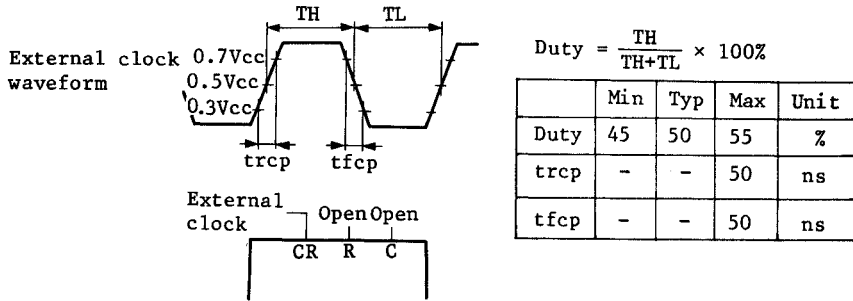 TH TL
External clock 0.7Vcc
waveform 0.5Vcc
0.3Vcc
trcp tfcp
External
clock
Open Open
CR R C
Duty = TH / TH+TL × 100%
Min Typ Max Unit
Duty 45 50 55 %
trcp - - 50 ns
tfcp - - 50 ns